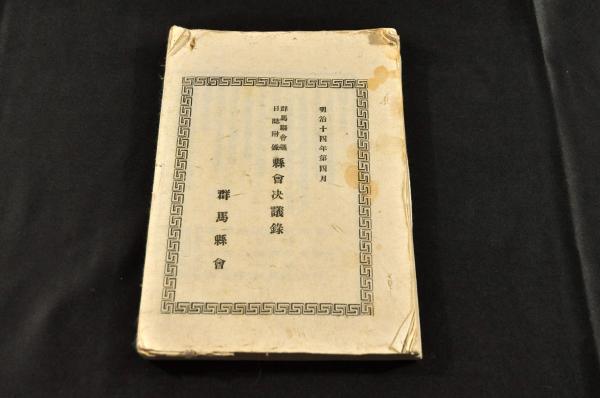 明治十四年第四月
群馬縣會議
日誌附錄
縣會决議錄
群馬縣會